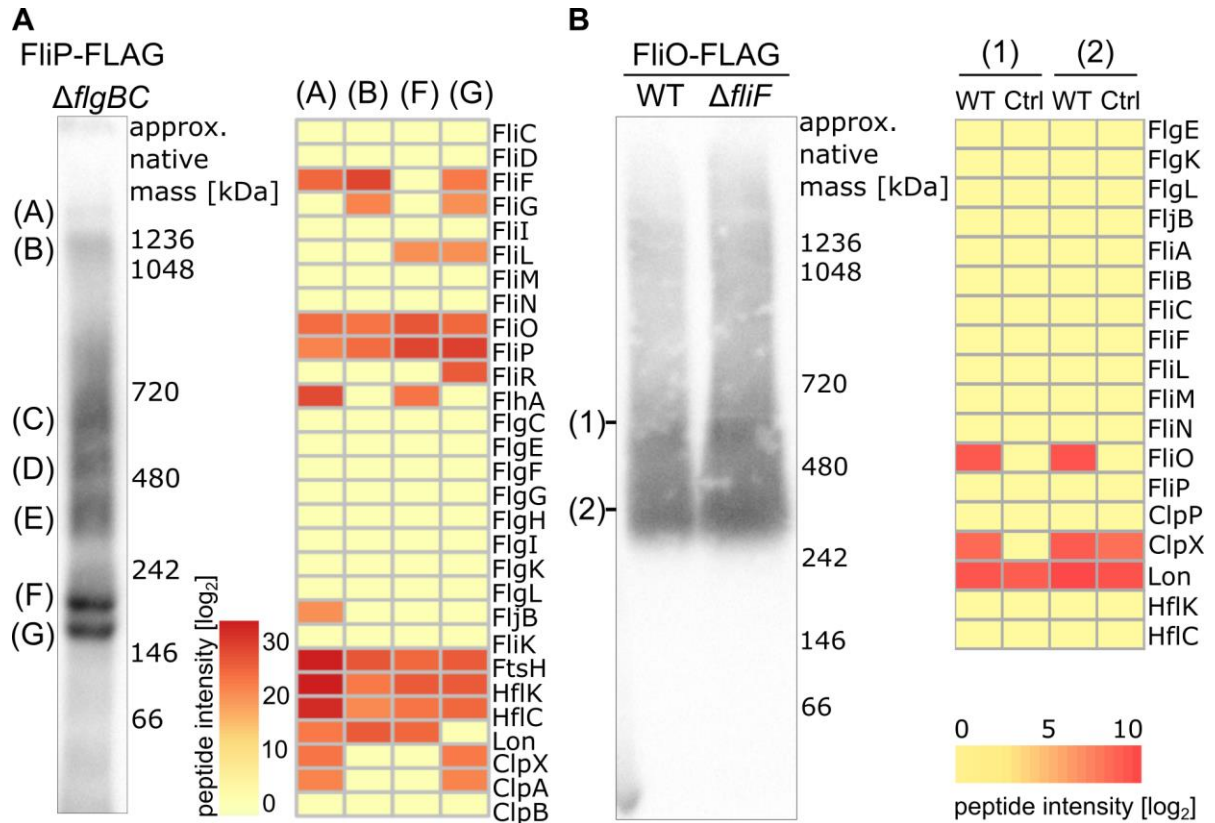 A
FliP-FLAG
ΔflgBC
approx.
native
mass [kDa]
(A)
(B)
1236
1048
720
(C)
(D)
480
(E)
242
(F)
(G)
146
66
(A) (B) (F) (G)
FliC
FliD
FliF
FliG
FliI
FliL
FliM
FliN
FliO
FliP
FliR
FlhA
FlgC
FlgE
FlgF
FlgG
FlgH
FlgI
FlgK
FlgL
FljB
FliK
FtsH
HflK
HflC
Lon
ClpX
ClpA
ClpB
peptide intensity [log₂]
30
20
10
0
B
FliO-FLAG
WT ΔfliF
approx.
native
mass [kDa]
1236
1048
720
(1)
480
(2)
242
146
66
(1) (2)
WT Ctrl WT Ctrl
FlgE
FlgK
FlgL
FljB
FliA
FliB
FliC
FliF
FliL
FliM
FliN
FliO
FliP
ClpP
ClpX
Lon
HflK
HflC
0 5 10
peptide intensity [log₂]